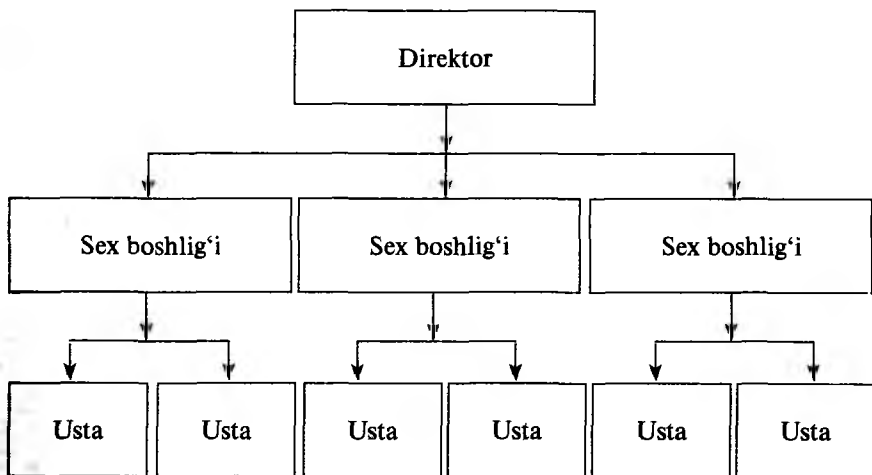 Direktor
Sex boshlig‘i Sex boshlig‘i Sex boshlig‘i
Usta Usta Usta Usta Usta Usta